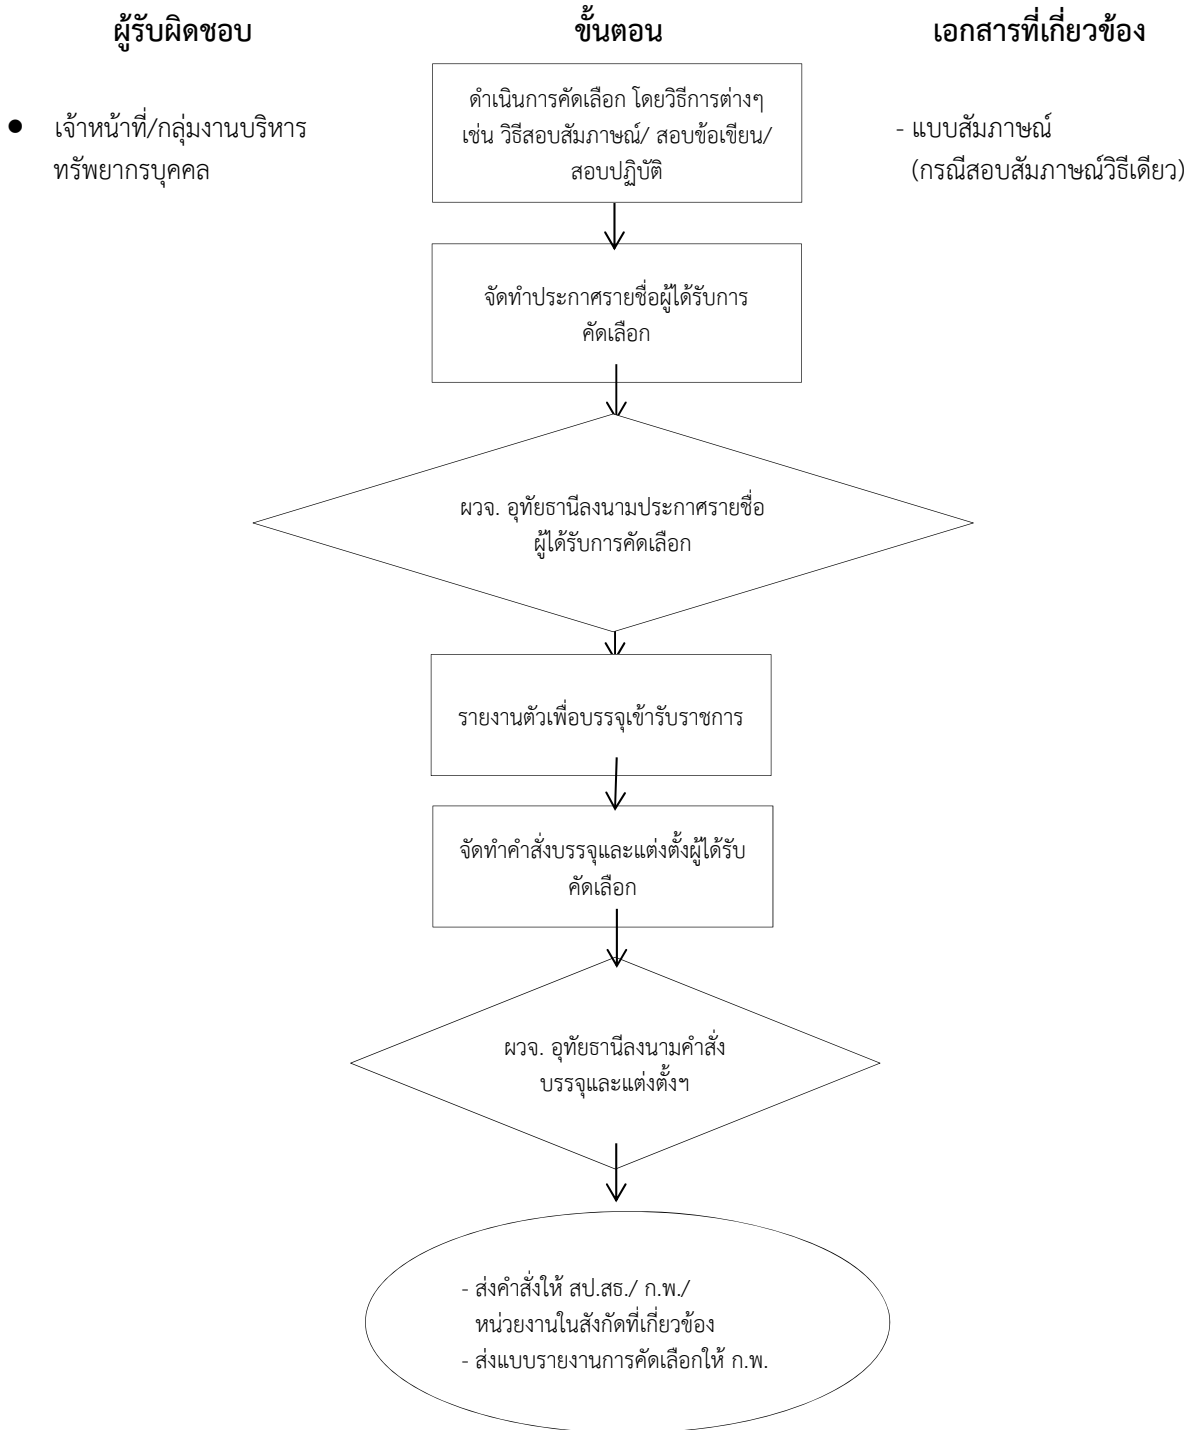 ผู้รับผิดชอบ
ขั้นตอน
เอกสารที่เกี่ยวข้อง
● เจ้าหน้าที่/กลุ่มงานบริหาร
ทรัพยากรบุคคล
ดำเนินการคัดเลือก โดยวิธีการต่างๆ
เช่น วิธีสอบสัมภาษณ์/ สอบข้อเขียน/
สอบปฏิบัติ
- แบบสัมภาษณ์
(กรณีสอบสัมภาษณ์วิธีเดียว)
จัดทำประกาศรายชื่อผู้ได้รับการ
คัดเลือก
ผวจ. อุทัยธานีลงนามประกาศรายชื่อ
ผู้ได้รับการคัดเลือก
รายงานตัวเพื่อบรรจุเข้ารับราชการ
จัดทำคำสั่งบรรจุและแต่งตั้งผู้ได้รับ
คัดเลือก
ผวจ. อุทัยธานีลงนามคำสั่ง
บรรจุและแต่งตั้งฯ
- ส่งคำสั่งให้ สป.สธ./ ก.พ./
หน่วยงานในสังกัดที่เกี่ยวข้อง
- ส่งแบบรายงานการคัดเลือกให้ ก.พ.